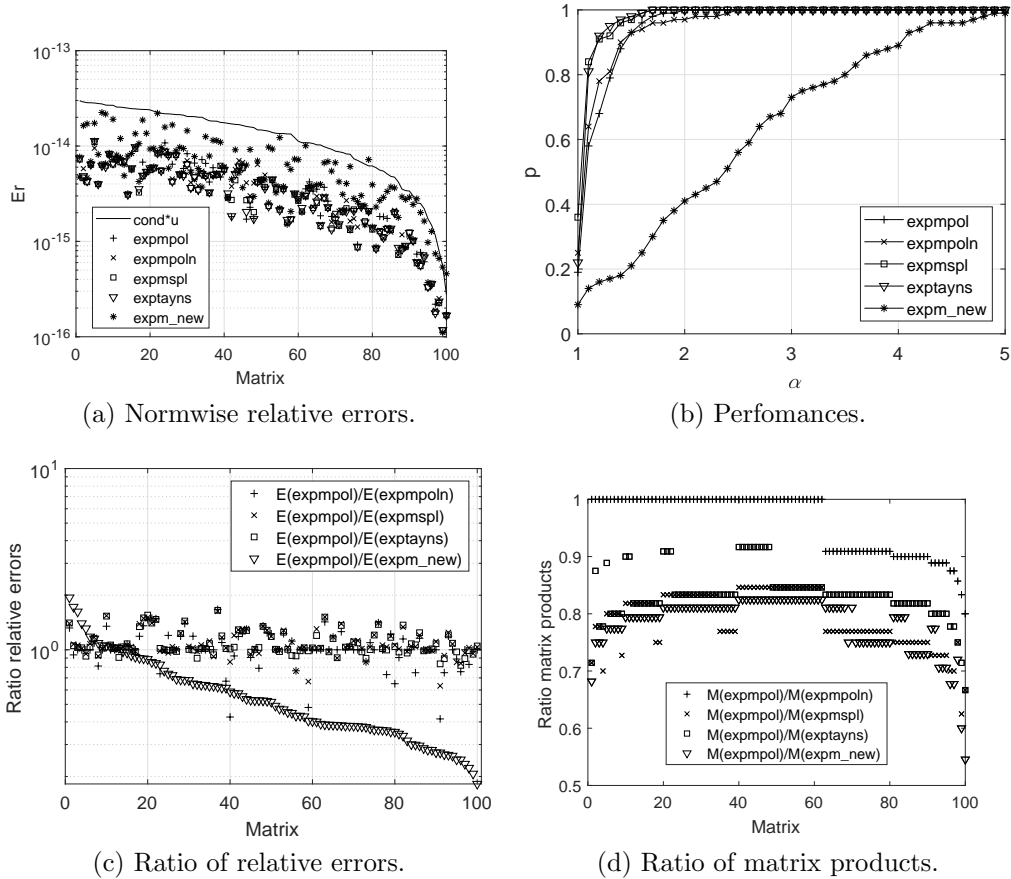 10^-13
10^-14
10^-15
10^-16
Er
cond*u
expmpol
expmpoln
expmspl
exptayns
expm_new
0 20 40 60 80 100
Matrix
(a) Normwise relative errors.
1
0.8
0.6
0.4
0.2
0
p
expmpol
expmpoln
expmspl
exptayns
expm_new
1 2 3 4 5
α
(b) Perfomances.
10^1
10^0
Ratio relative errors
E(expmpol)/E(expmpoln)
E(expmpol)/E(expmspl)
E(expmpol)/E(exptayns)
E(expmpol)/E(expm_new)
0 20 40 60 80 100
Matrix
(c) Ratio of relative errors.
1
0.9
0.8
0.7
0.6
0.5
Ratio matrix products
M(expmpol)/M(expmpoln)
M(expmpol)/M(expmspl)
M(expmpol)/M(exptayns)
M(expmpol)/M(expm_new)
0 20 40 60 80 100
Matrix
(d) Ratio of matrix products.